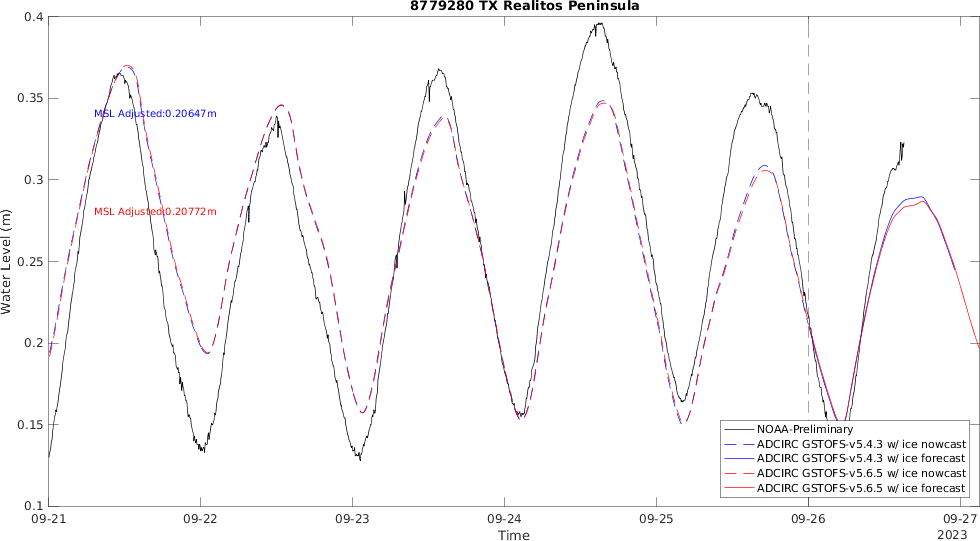 8779280 TX Realitos Peninsula
0.4
0.35
0.3
0.25
0.2
0.15
0.1
Water Level (m)
MSL Adjusted:0.20647m
MSL Adjusted:0.20772m
NOAA-Preliminary
ADCIRC GSTOFS-v5.4.3 w/ ice nowcast
ADCIRC GSTOFS-v5.4.3 w/ ice forecast
ADCIRC GSTOFS-v5.6.5 w/ ice nowcast
ADCIRC GSTOFS-v5.6.5 w/ ice forecast
09-21 09-22 09-23 09-24 09-25 09-26 09-27
Time
2023